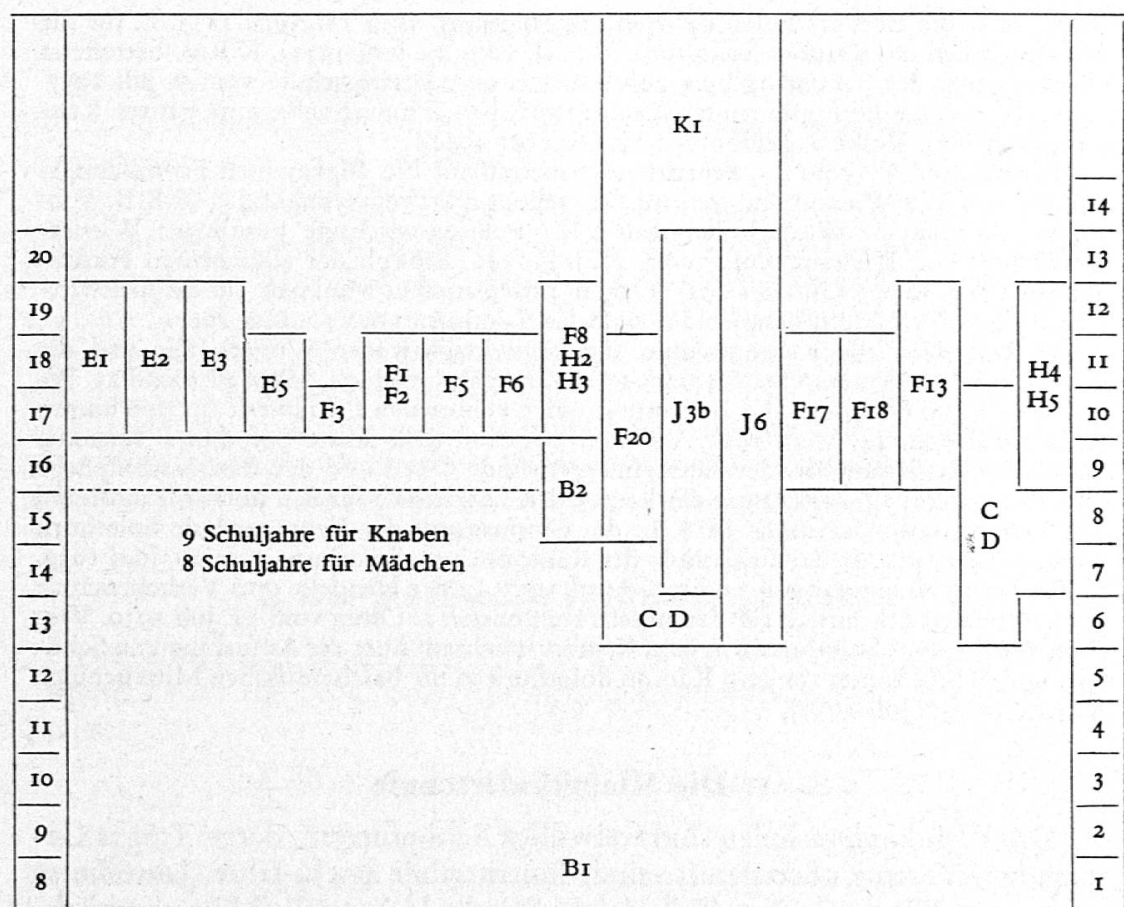 K1
14
20
13
19
12
F8
18
E1
E2
E3
F1
H2
11
H4
E5
F2
F5
F6
H3
F13
H5
17
F3
J3b
J6
F17
F18
10
F20
16
9
B2
15
8
C
9 Schuljahre für Knaben
D
14
8 Schuljahre für Mädchen
7
13
C D
6
12
5
11
4
10
3
9
2
8
B1
1